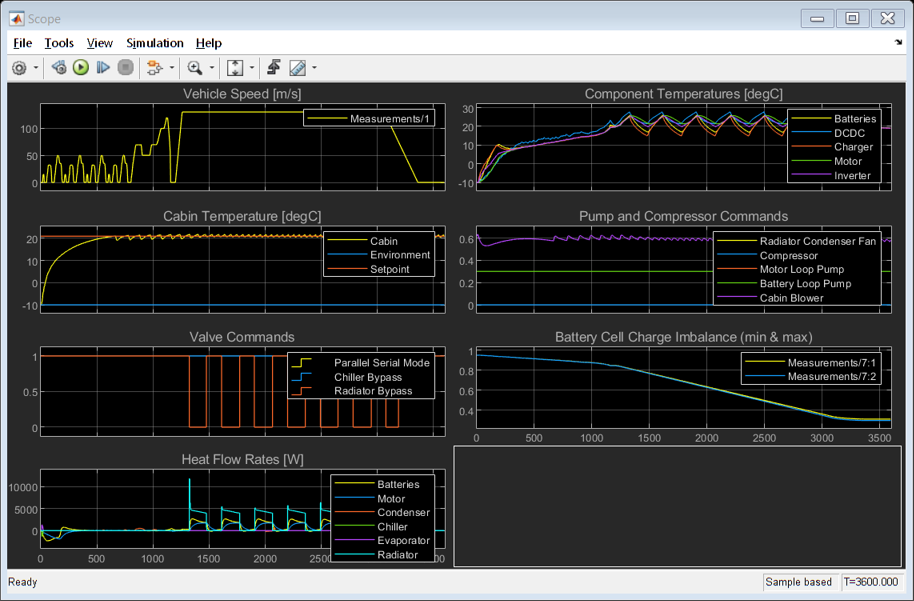 Scope
File Tools View Simulation Help
Vehicle Speed [m/s]
100
50
0
Measurements/1
Component Temperatures [degC]
30
20
10
0
-10
Batteries
DCDC
Charger
Motor
Inverter
Cabin Temperature [degC]
20
10
0
-10
Cabin
Environment
Setpoint
Pump and Compressor Commands
0.6
0.4
0.2
0
Radiator Condenser Fan
Compressor
Motor Loop Pump
Battery Loop Pump
Cabin Blower
Valve Commands
1
0.5
0
Parallel Serial Mode
Chiller Bypass
Radiator Bypass
Battery Cell Charge Imbalance (min & max)
1
0.8
0.6
0.4
Measurements/7:1
Measurements/7:2
0 500 1000 1500 2000 2500 3000 3500
Heat Flow Rates [W]
10000
5000
0
Batteries
Motor
Condenser
Chiller
Evaporator
Radiator
0 500 1000 1500 2000
Ready
Sample based T=3600.000